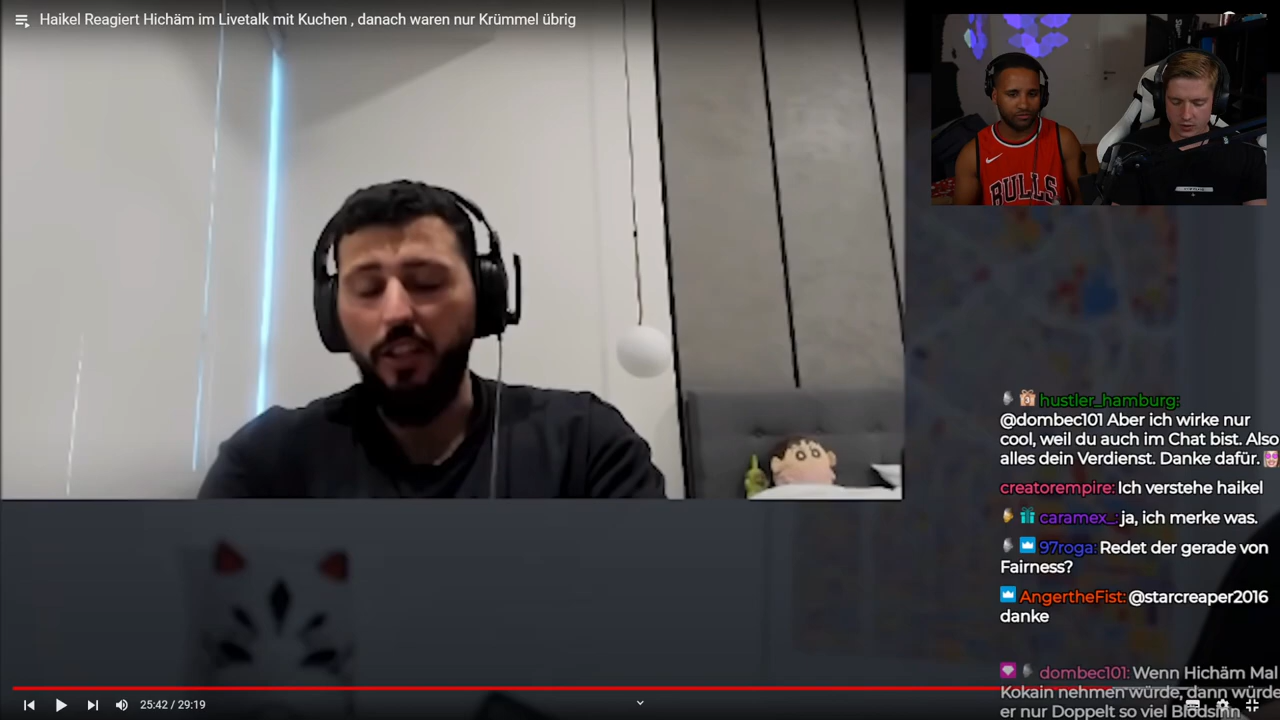 Haikel Reagiert Hichäm im Livetalk mit Kuchen , danach waren nur Krümmel übrig
BULLS
hustler_hamburg:
@dombec101 Aber ich wirke nur
cool, weil du auch im Chat bist. Also
alles dein Verdienst. Danke dafür.
creatorempire: Ich verstehe haikel
caramex_: ja, ich merke was.
97roga: Redet der gerade von
Fairness?
AngertheFist: @starcreaper2016
danke
dombec101: Wenn Hichäm Mal
Kokain nehmen würde, dann würde
er nur Doppelt so viel Blödsinn
25:42 / 29:19